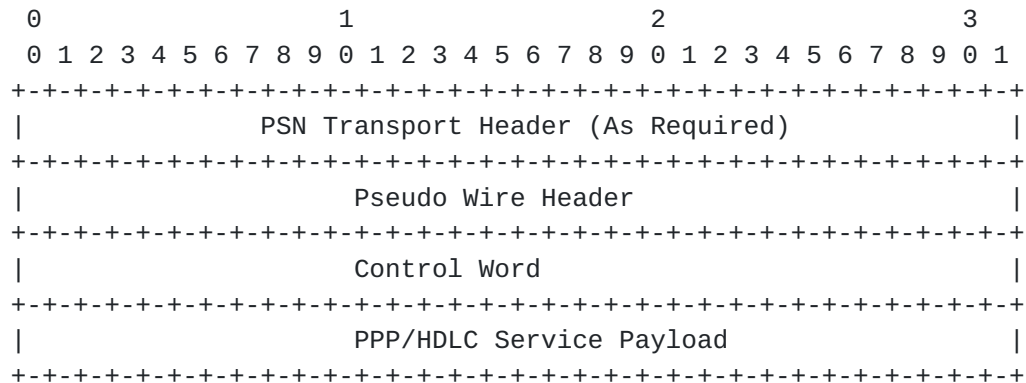 0                   1                   2                   3
 0 1 2 3 4 5 6 7 8 9 0 1 2 3 4 5 6 7 8 9 0 1 2 3 4 5 6 7 8 9 0 1
+-+-+-+-+-+-+-+-+-+-+-+-+-+-+-+-+-+-+-+-+-+-+-+-+-+-+-+-+-+-+-+-+
|               PSN Transport Header (As Required)              |
+-+-+-+-+-+-+-+-+-+-+-+-+-+-+-+-+-+-+-+-+-+-+-+-+-+-+-+-+-+-+-+-+
|                     Pseudo Wire Header                        |
+-+-+-+-+-+-+-+-+-+-+-+-+-+-+-+-+-+-+-+-+-+-+-+-+-+-+-+-+-+-+-+-+
|                     Control Word                              |
+-+-+-+-+-+-+-+-+-+-+-+-+-+-+-+-+-+-+-+-+-+-+-+-+-+-+-+-+-+-+-+-+
|                     PPP/HDLC Service Payload                  |
+-+-+-+-+-+-+-+-+-+-+-+-+-+-+-+-+-+-+-+-+-+-+-+-+-+-+-+-+-+-+-+-+